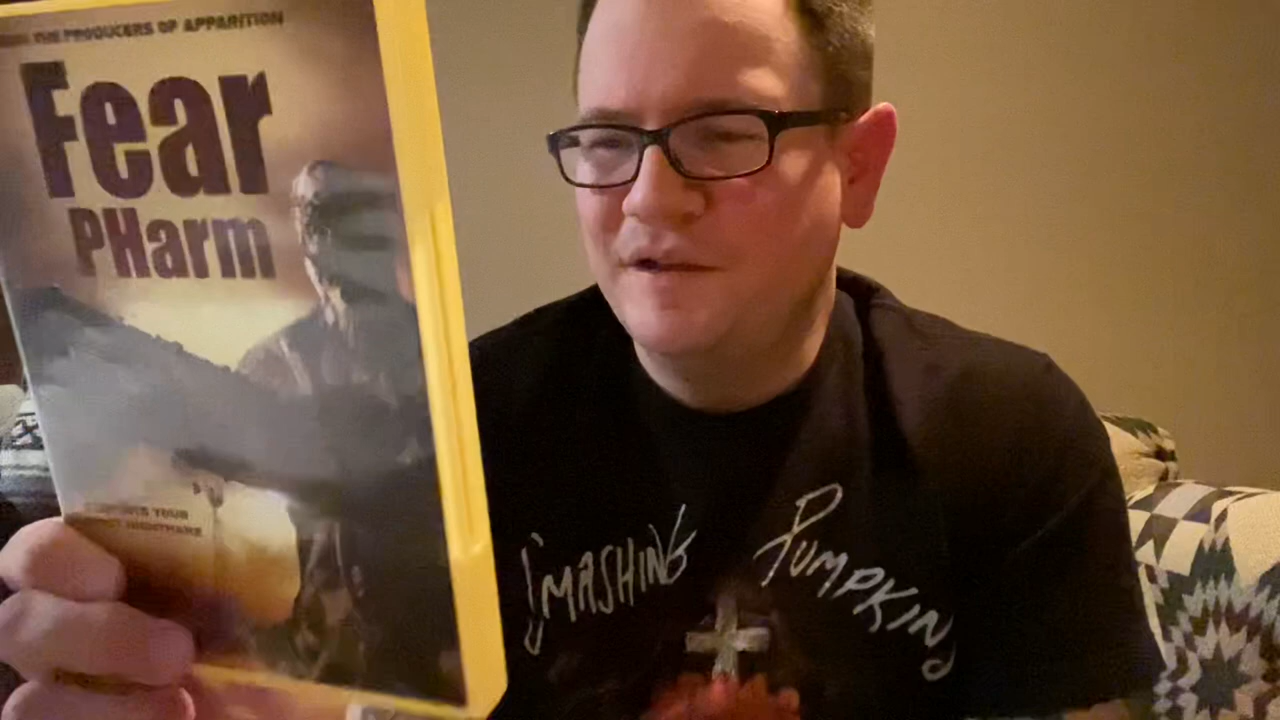 THE PRODUCERS OF APPARITION
Fear
PHarm
YOUR
NIGHTMARE
SMASHING PUMPKINS